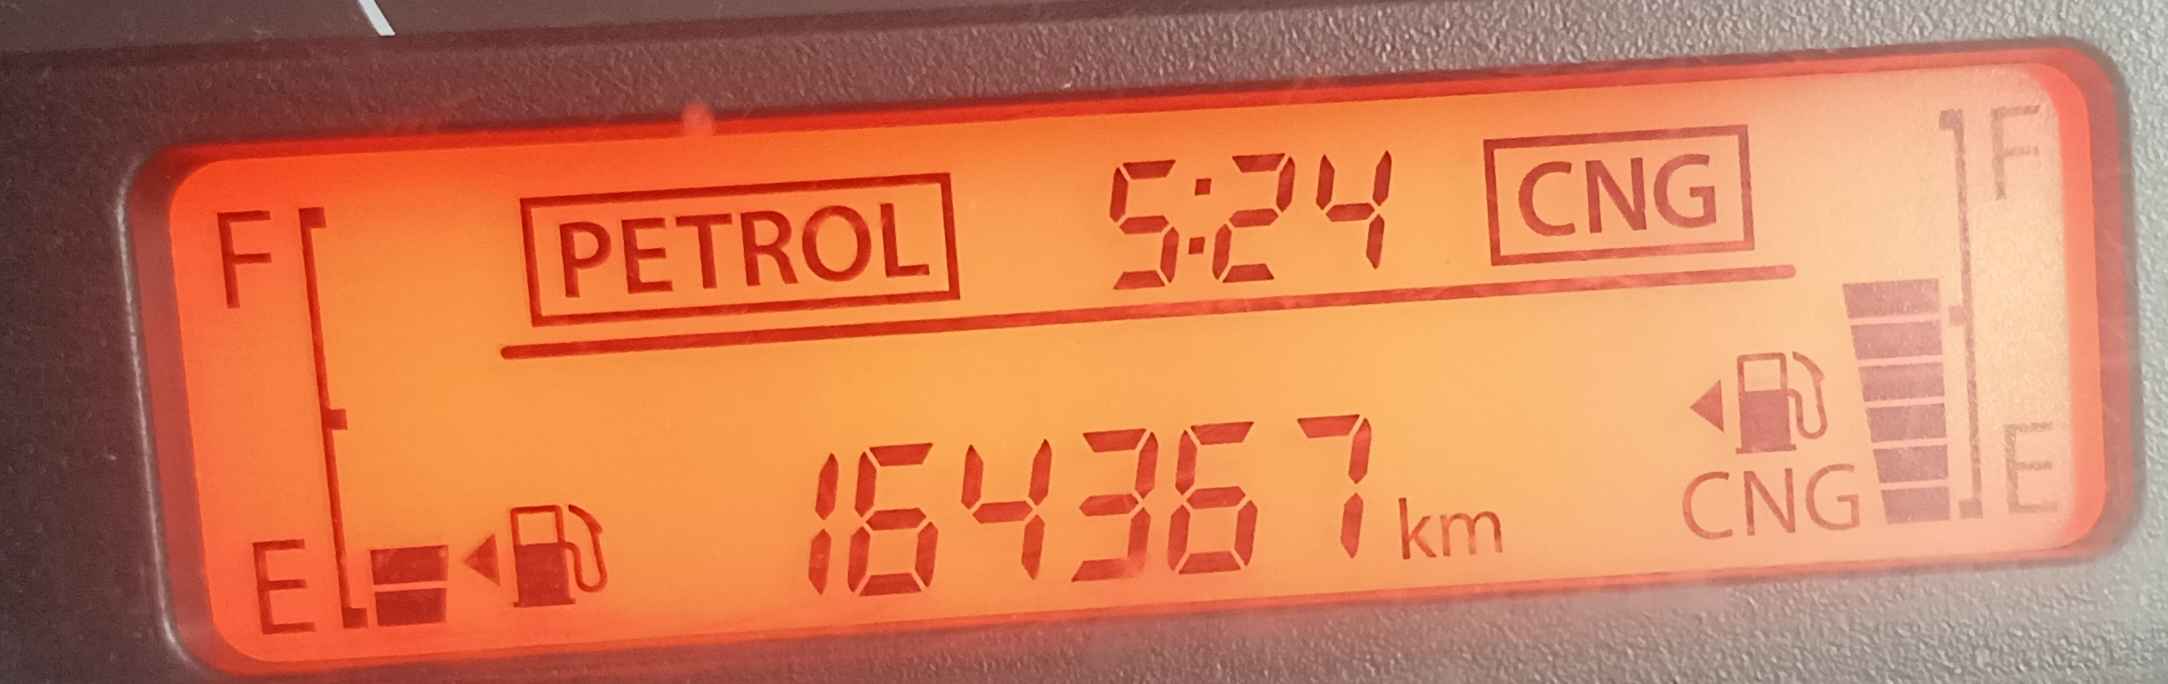 F PETROL 5:24 CNG F
E 164367 km CNG E